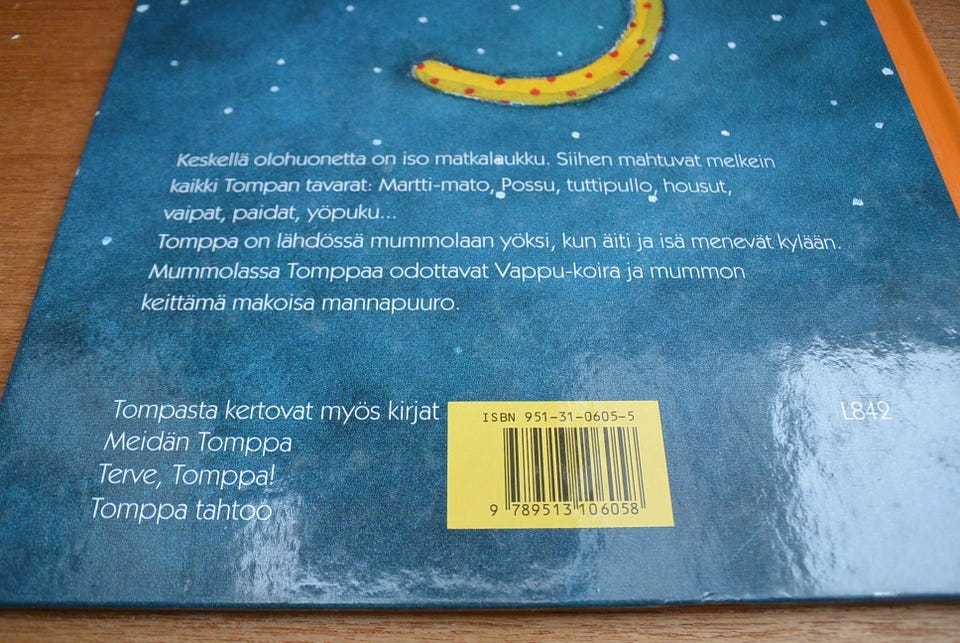 Keskellä olohuonetta on iso matkalaukku. Siihen mahtuvat melkein
kaikki Tompan tavarat: Martti-mato, Possu, tuttipullo, housut,
vaipat, paidat, yöpuku...
Tomppa on lähdössä mummolaan yöksi, kun äiti ja isä menevät kylään.
Mummolassa Tomppaa odottavat Vappu-koira ja mummon
keittämä makoisa mannapuuro.
Tompasta kertovat myös kirjat
Meidän Tomppa
Terve, Tomppa!
Tomppa tahtoo
ISBN 951-31-0605-5
9 789513 106058
L842